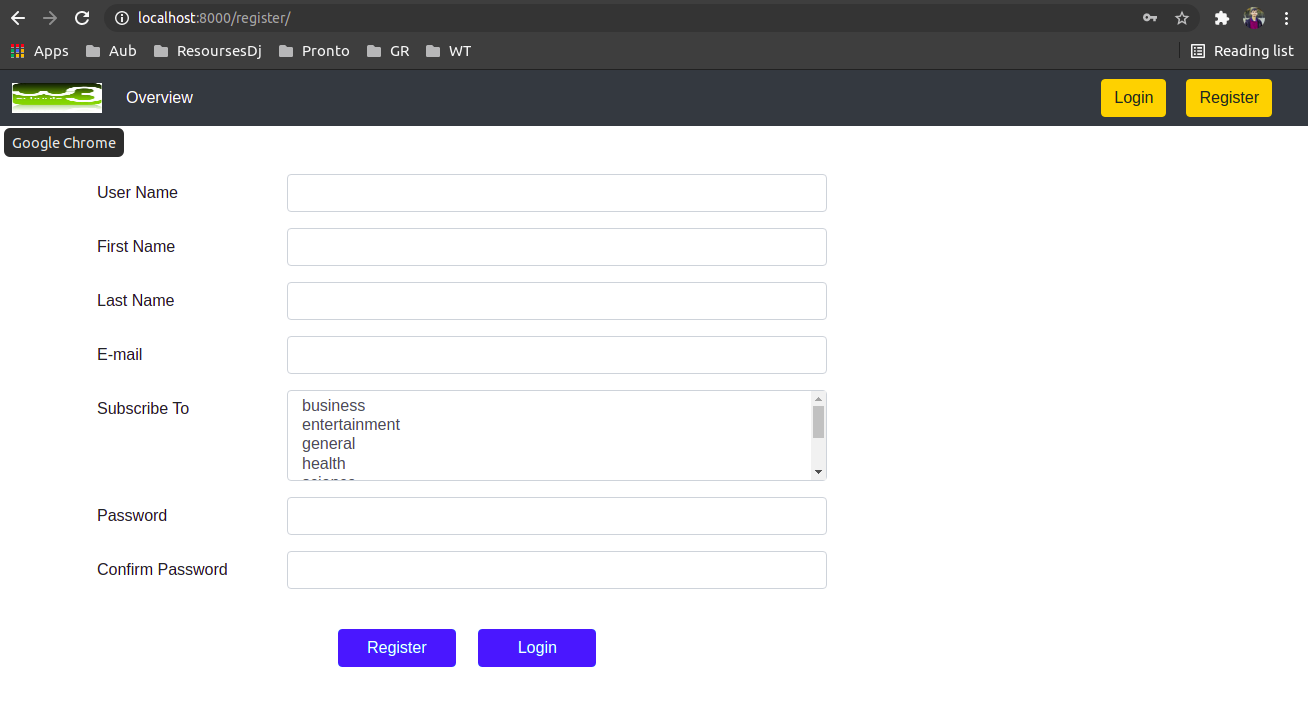 localhost:8000/register/
Apps Aub ResoursesDj Pronto GR WT Reading list
Overview Login Register
Google Chrome
User Name
First Name
Last Name
E-mail
Subscribe To business
entertainment
general
health
science
Password
Confirm Password
Register Login